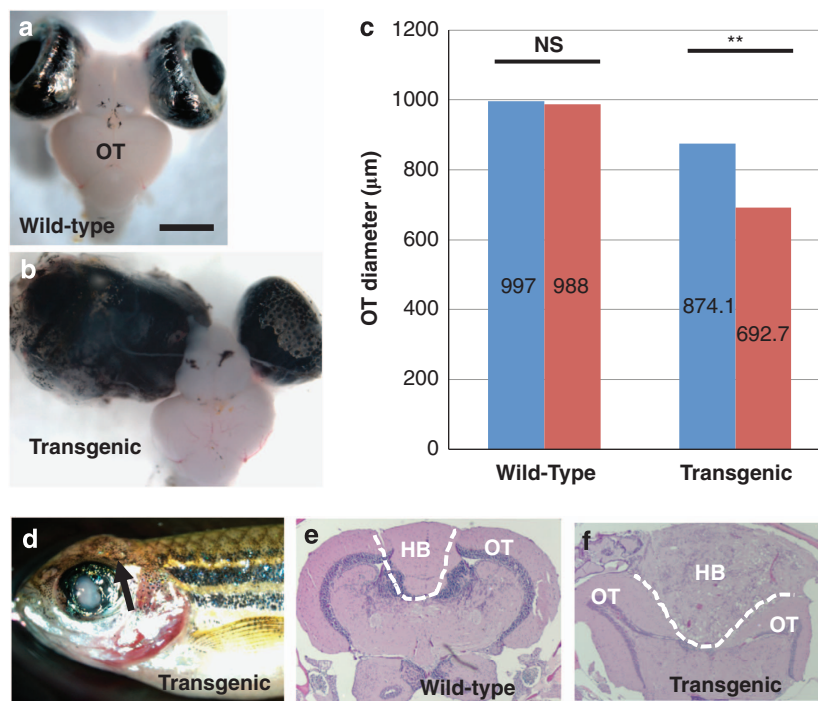 a
OT
Wild-type
b
Transgenic
c
OT diameter (μm)
1200
1000
800
600
400
200
0
NS
**
997
988
874.1
692.7
Wild-Type
Transgenic
d
Transgenic
e
HB
OT
Wild-type
f
HB
OT
OT
Transgenic